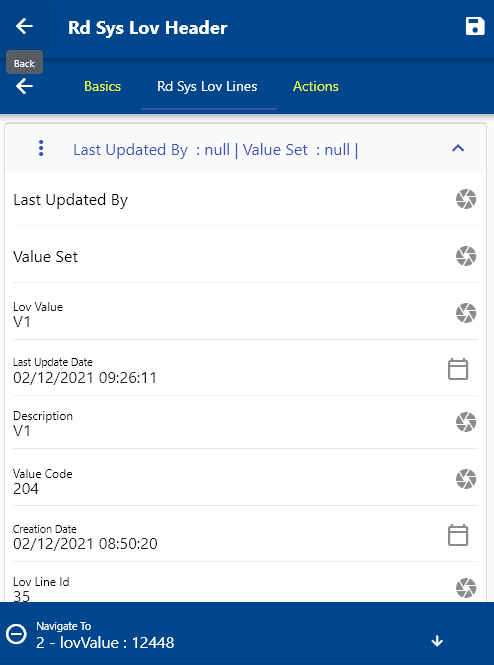 Rd Sys Lov Header
Back
Basics
Rd Sys Lov Lines
Actions
Last Updated By  : null | Value Set  : null |
Last Updated By
Value Set
Lov Value
V1
Last Update Date
02/12/2021 09:26:11
Description
V1
Value Code
204
Creation Date
02/12/2021 08:50:20
Lov Line Id
35
Navigate To
2 - lovValue : 12448